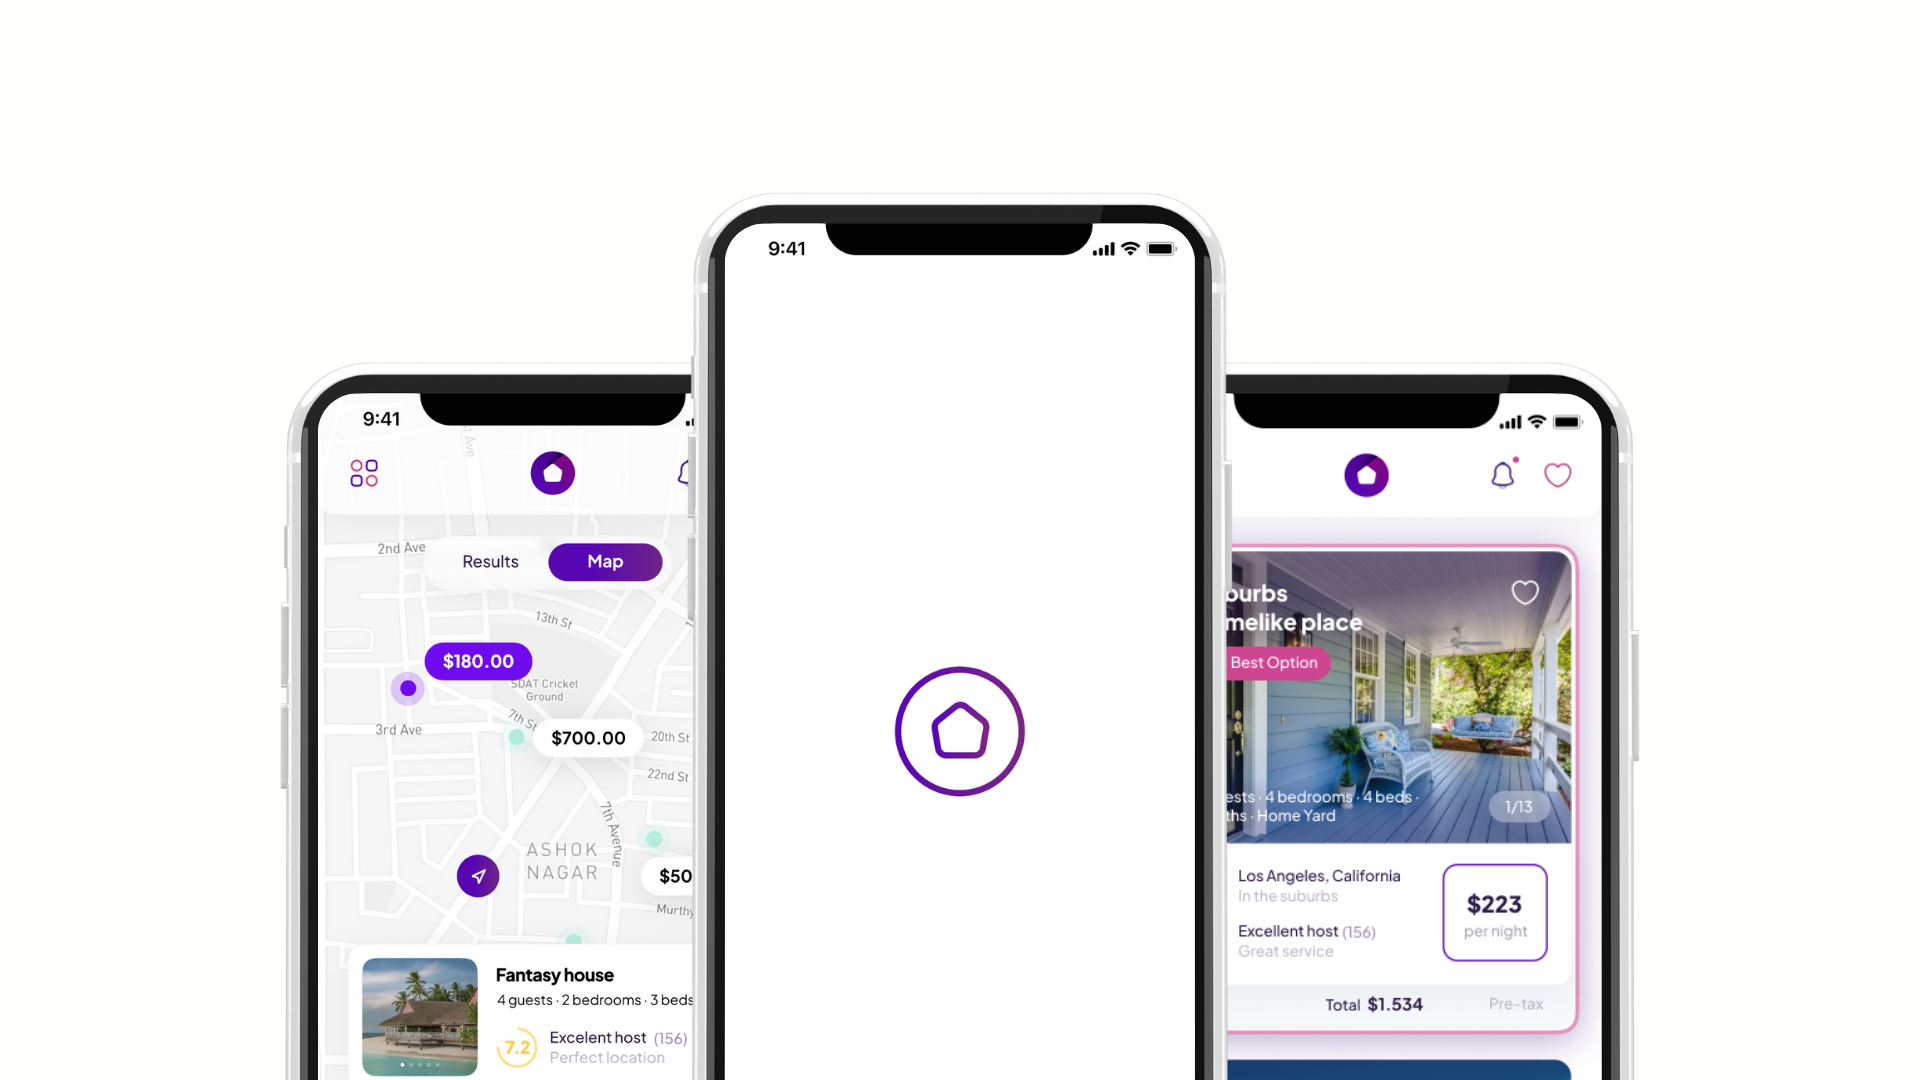 9:41
9:41
t Ave
2nd Ave
Results
Map
13th St
$180.00
SDAT Cricket
Ground
7th St
3rd Ave
$700.00
20th St
22nd St
7th Avenue
ASHOK
NAGAR
$50
Murthy
Fantasy house
4 guests · 2 bedrooms · 3 beds
7.2
Excelent host (156)
Perfect location
burbs
melike place
Best Option
ests · 4 bedrooms · 4 beds ·
ths · Home Yard
1/13
Los Angeles, California
In the suburbs
$223
per night
Excellent host (156)
Great service
Total $1.534
Pre-tax